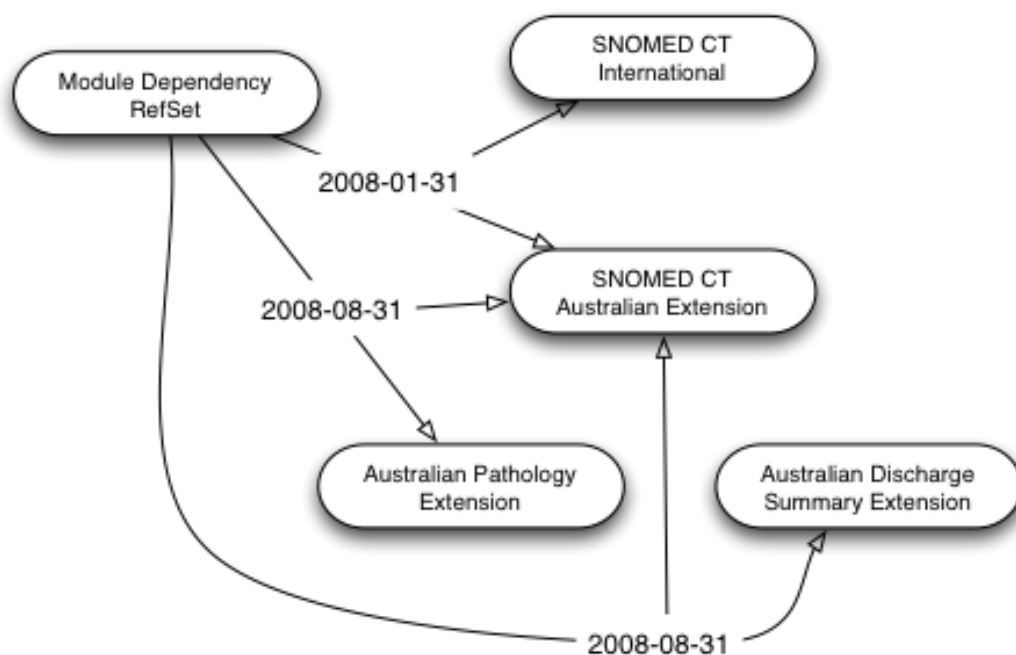 SNOMED CT
International
Module Dependency
RefSet
2008-01-31
SNOMED CT
Australian Extension
2008-08-31
Australian Pathology
Extension
Australian Discharge
Summary Extension
2008-08-31